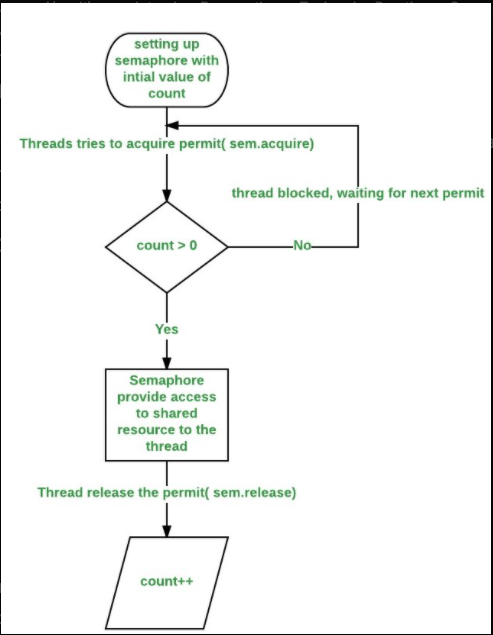 setting up
semaphore with
intial value of
count
Threads tries to acquire permit( sem.acquire)
thread blocked, waiting for next permit
count > 0
No
Yes
Semaphore
provide access
to shared
resource to the
thread
Thread release the permit( sem.release)
count++